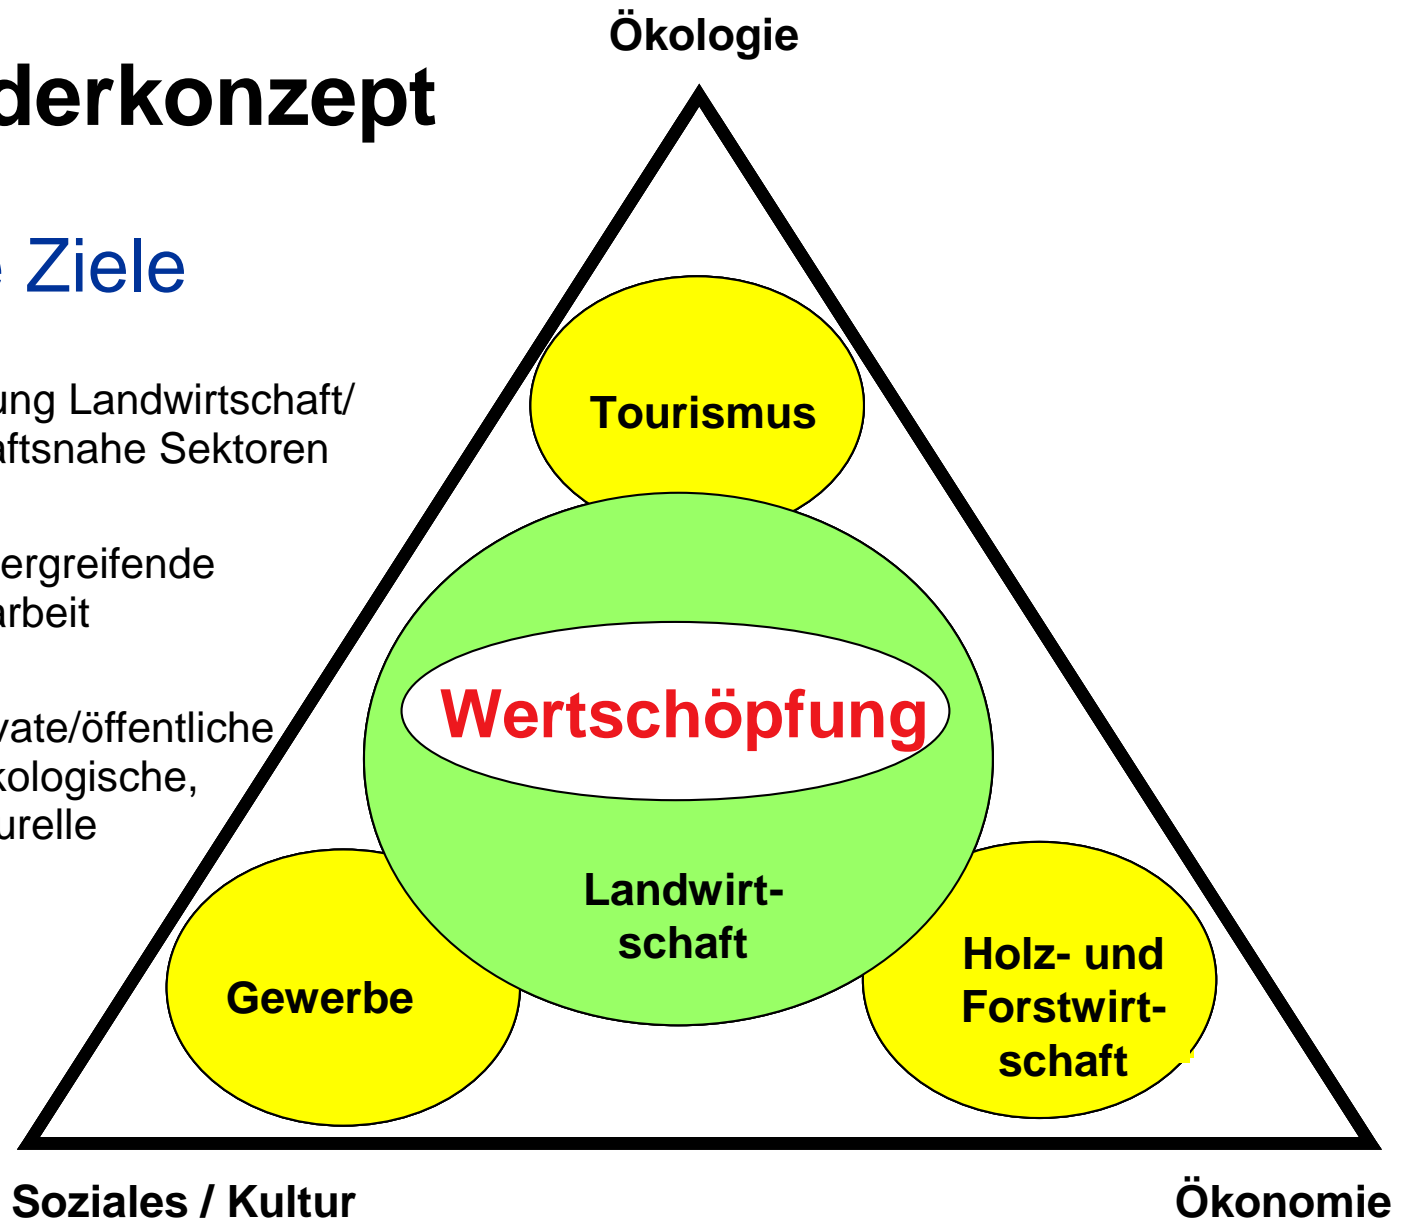 Ökologie
derkonzept
e Ziele
ung Landwirtschaft/
aftsnahe Sektoren
ergreifende
arbeit
vate/öffentliche
kologische,
urelle
Tourismus
Wertschöpfung
Landwirt-
schaft
Gewerbe
Holz- und
Forstwirt-
schaft
Soziales / Kultur
Ökonomie